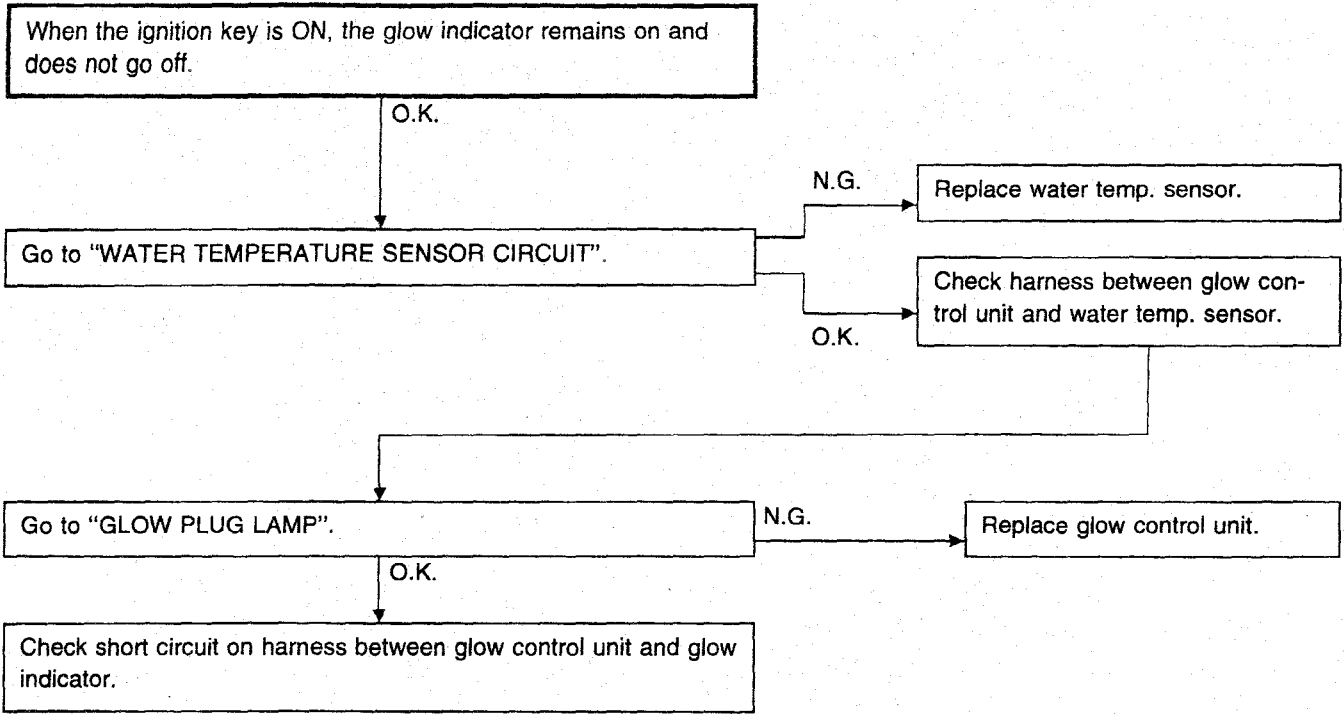 When the ignition key is ON, the glow indicator remains on and
does not go off.
O.K.
N.G.
Replace water temp. sensor.
Go to “WATER TEMPERATURE SENSOR CIRCUIT”.
O.K.
Check harness between glow con-
trol unit and water temp. sensor.
Go to “GLOW PLUG LAMP”.
N.G.
Replace glow control unit.
O.K.
Check short circuit on harness between glow control unit and glow
indicator.